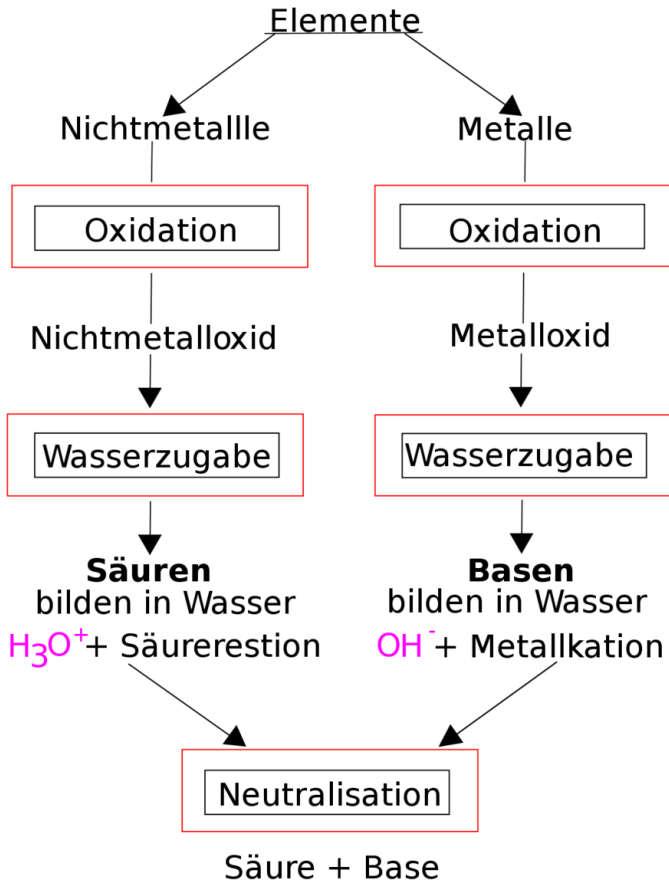 Elemente
Nichtmetallle
Metalle
Oxidation
Oxidation
Nichtmetalloxid
Metalloxid
Wasserzugabe
Wasserzugabe
Säuren
bilden in Wasser
H₃O⁺ + Säurerestion
Basen
bilden in Wasser
OH⁻ + Metallkation
Neutralisation
Säure + Base